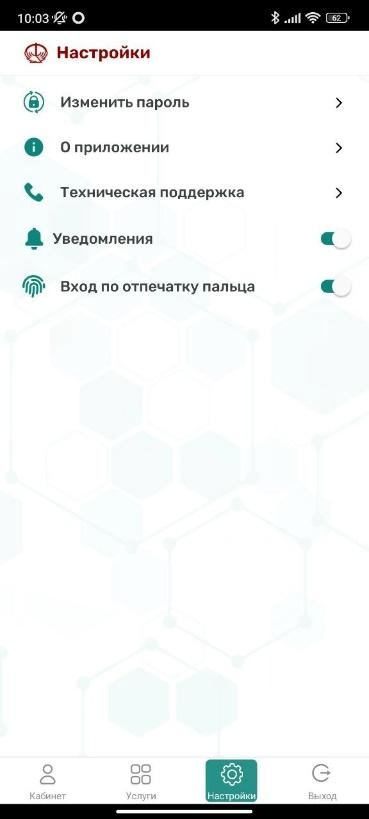 10:03
62
Настройки
Изменить пароль
О приложении
Техническая поддержка
Уведомления
Вход по отпечатку пальца
Кабинет
Услуги
Настройки
Выход